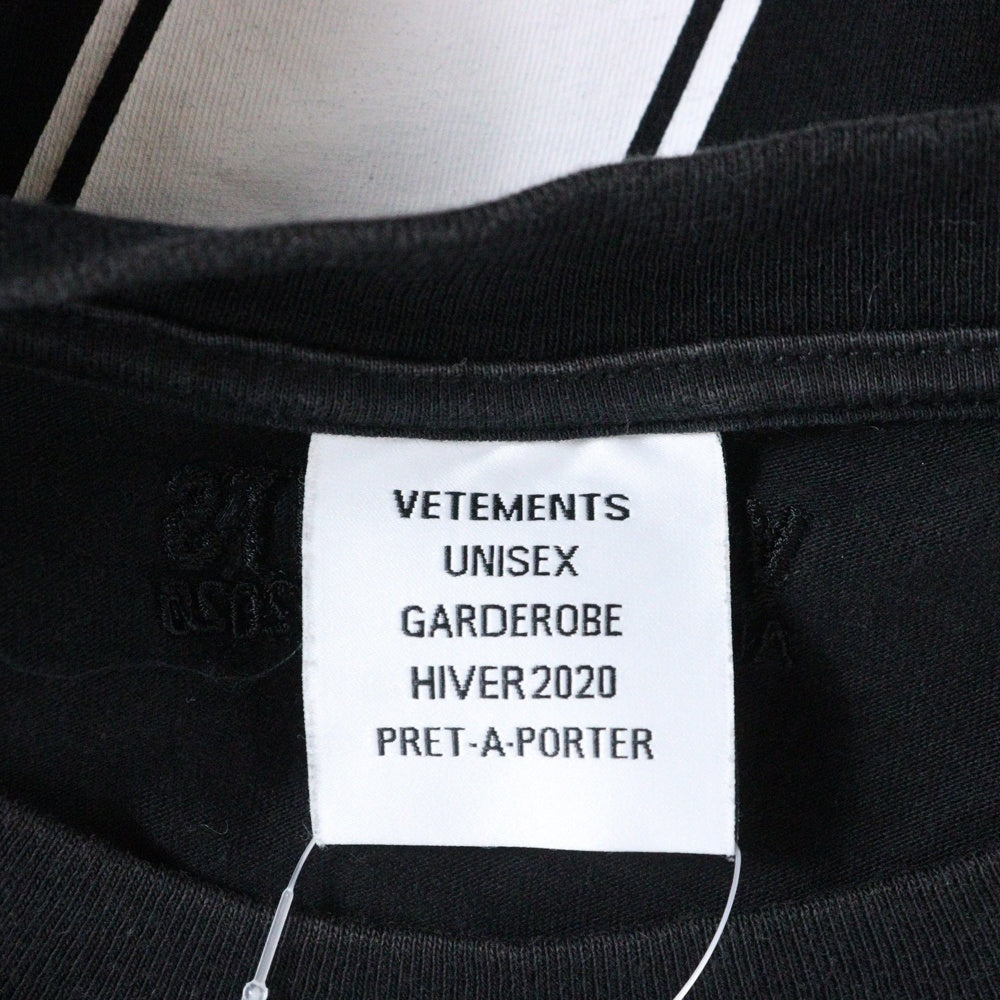 VETEMENTS
UNISEX
GARDEROBE
HIVER 2020
PRET-A-PORTER